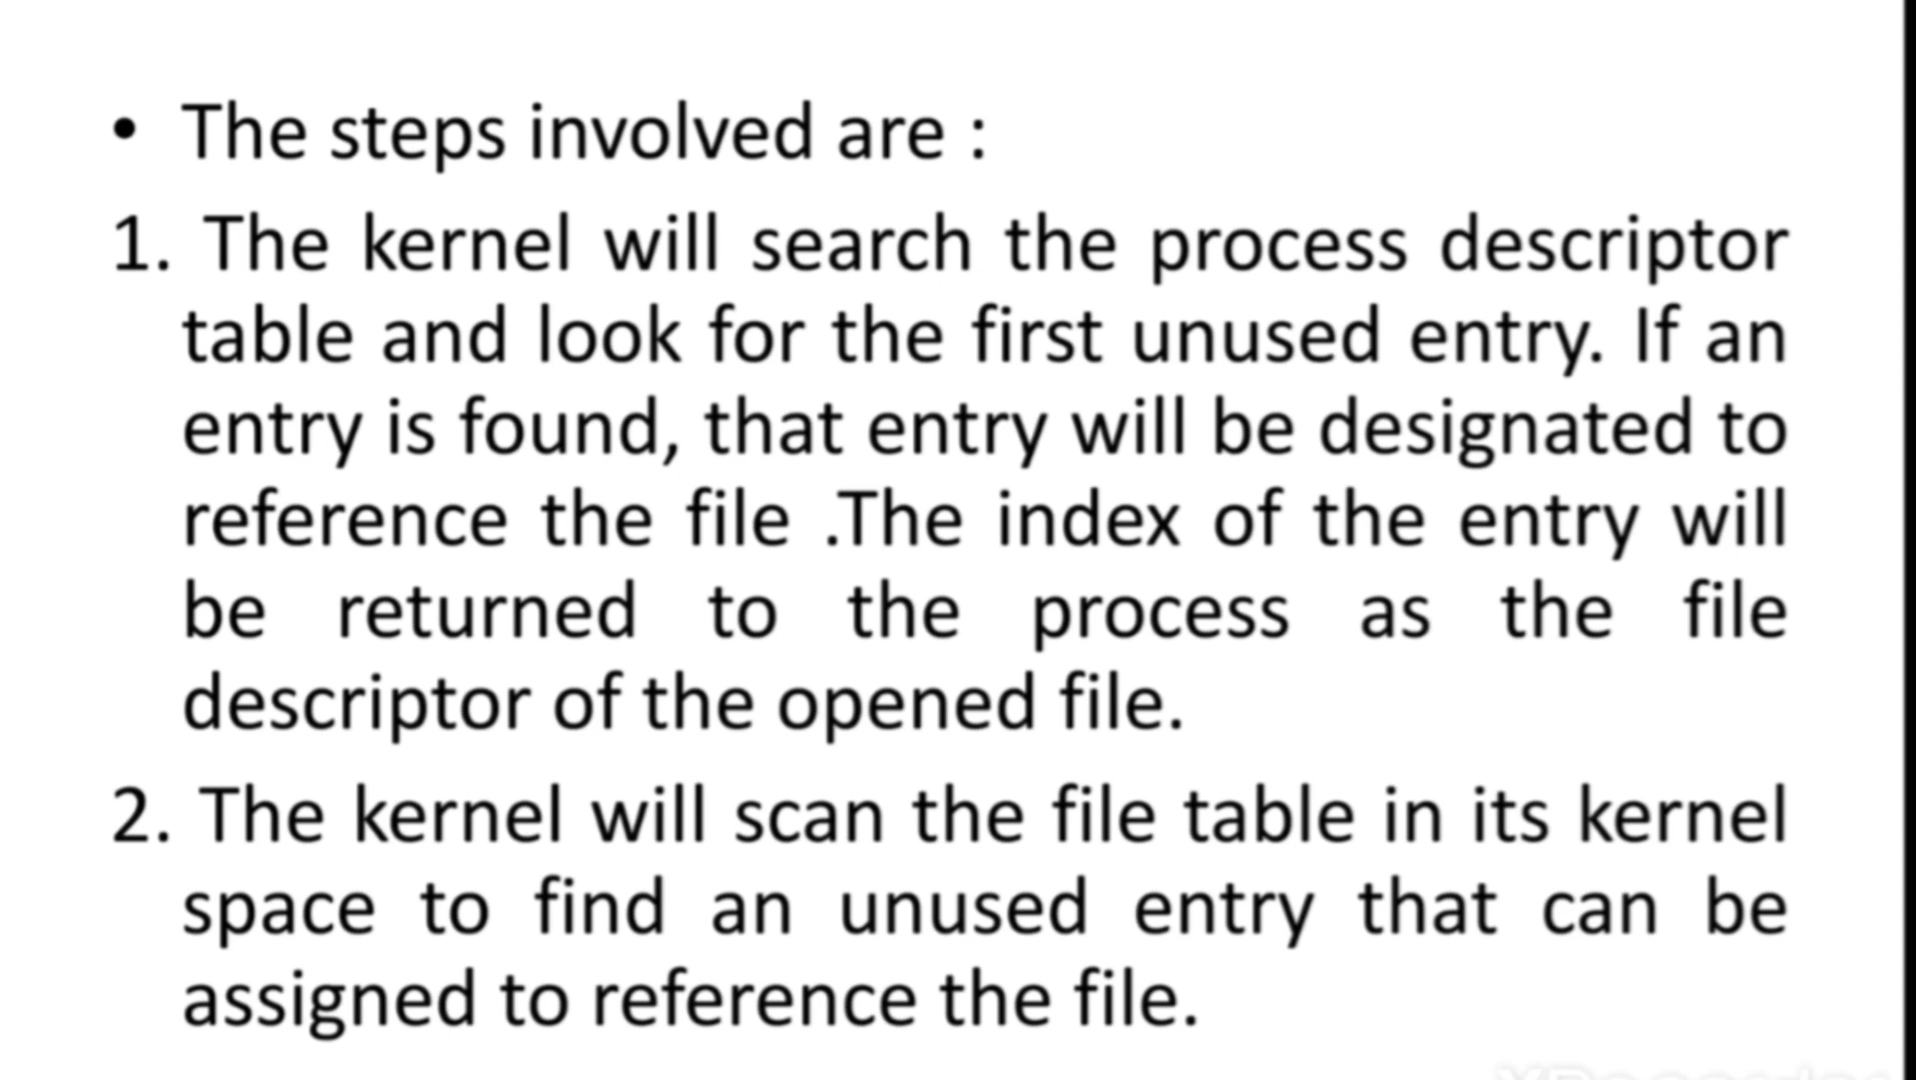 • The steps involved are :
1. The kernel will search the process descriptor
table and look for the first unused entry. If an
entry is found, that entry will be designated to
reference the file .The index of the entry will
be returned to the process as the file
descriptor of the opened file.
2. The kernel will scan the file table in its kernel
space to find an unused entry that can be
assigned to reference the file.